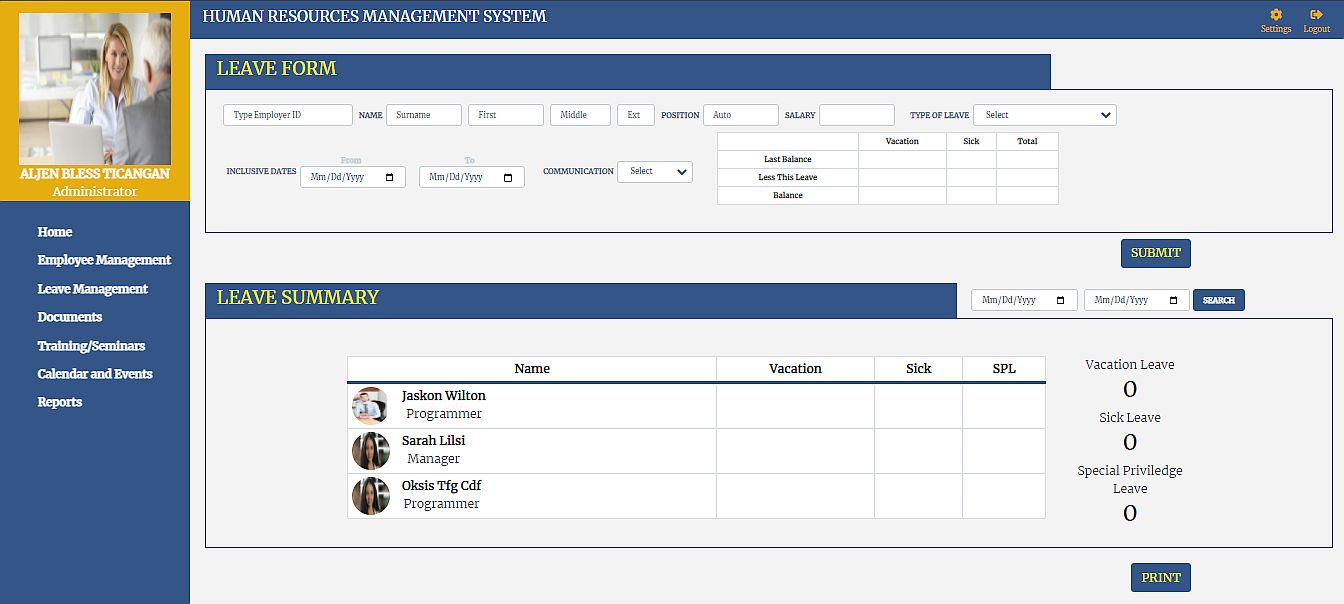 HUMAN RESOURCES MANAGEMENT SYSTEM
Settings
Logout
ALJEN BLESS TICANGAN
Administrator
Home
Employee Management
Leave Management
Documents
Training/Seminars
Calendar and Events
Reports
LEAVE FORM
Type Employer ID NAME Surname First Middle Ext POSITION Auto SALARY TYPE OF LEAVE Select
From To
INCLUSIVE DATES Mm/Dd/Yyyy Mm/Dd/Yyyy COMMUNICATION Select
Vacation Sick Total
Last Balance
Less This Leave
Balance
SUBMIT
LEAVE SUMMARY
Mm/Dd/Yyyy Mm/Dd/Yyyy SEARCH
Name Vacation Sick SPL
Jaskon Wilton
Programmer
Sarah Lilsi
Manager
Oksis Tfg Cdf
Programmer
Vacation Leave
0
Sick Leave
0
Special Priviledge
Leave
0
PRINT